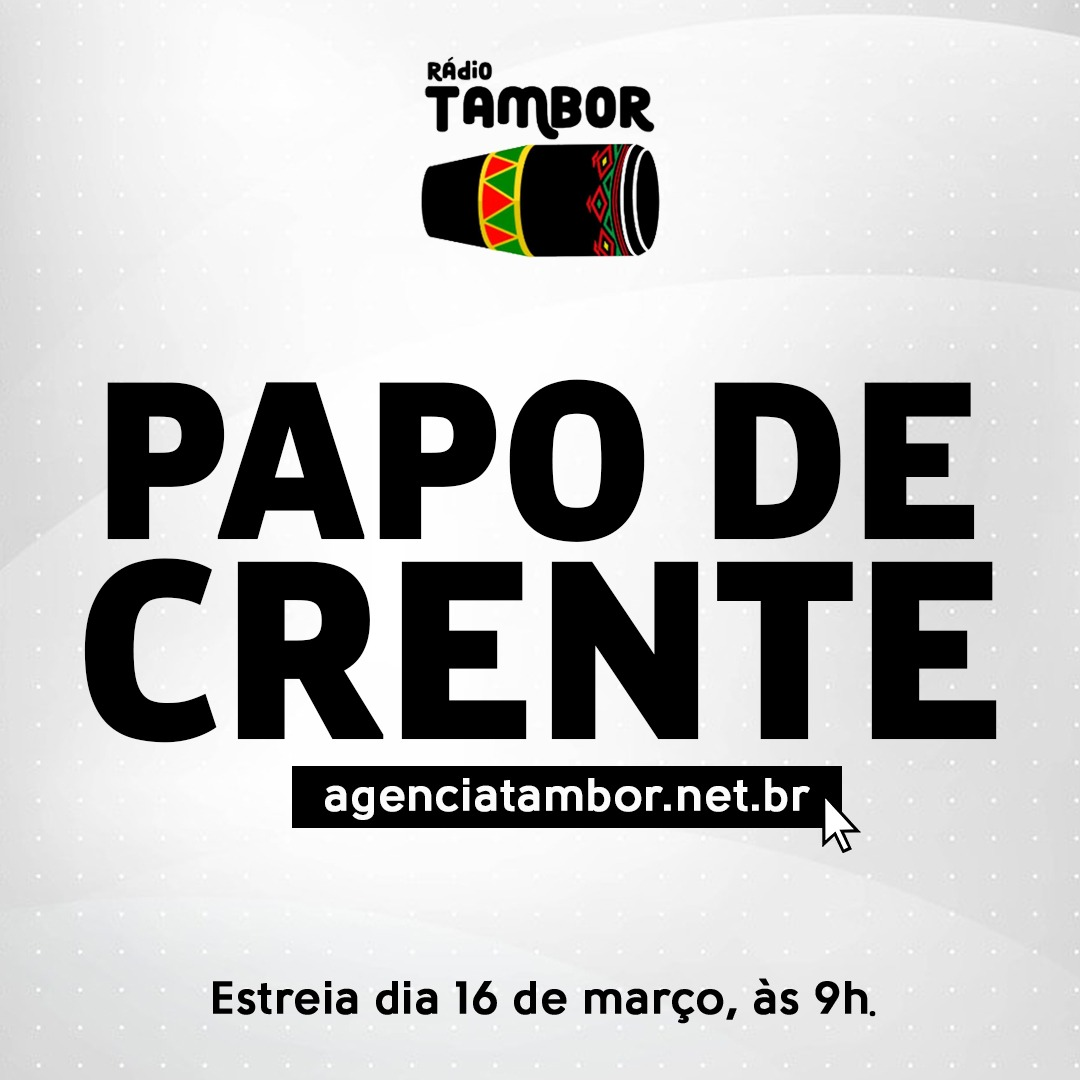 RÁdiO
TAMBOR
PAPO DE
CRENTE
agenciatambor.net.br
Estreia dia 16 de março, às 9h.